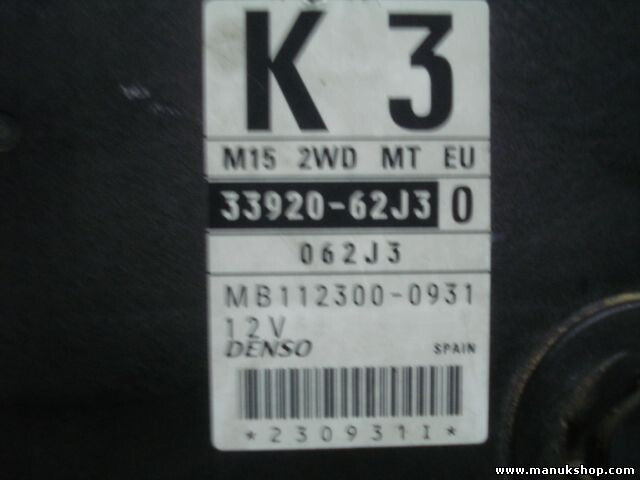 K 3
M15 2WD MT EU
33920-62J3 0
062J3
MB112300-0931
12V
DENSO SPAIN
*230931I*
www.manukshop.com